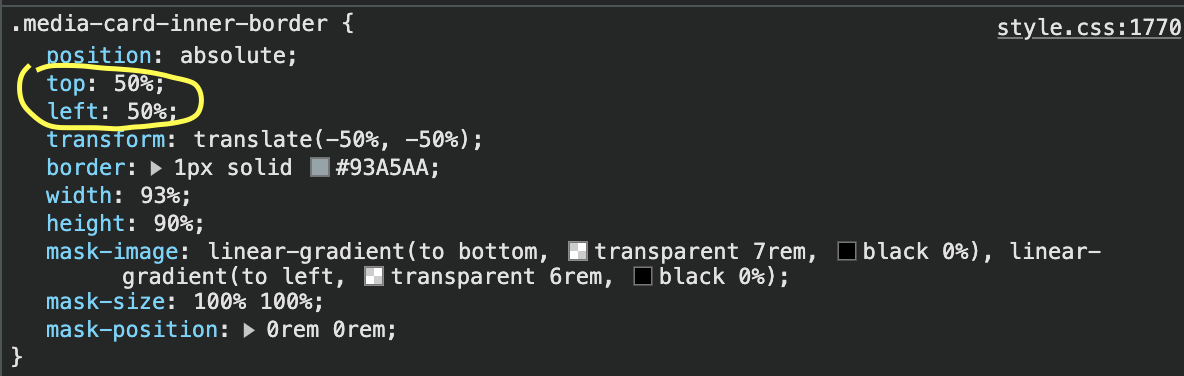 .media-card-inner-border {
style.css:1770
position: absolute;
top: 50%;
left: 50%;
transform: translate(-50%, -50%);
border: 1px solid #93A5AA;
width: 93%;
height: 90%;
mask-image: linear-gradient(to bottom, transparent 7rem, black 0%), linear-
gradient(to left, transparent 6rem, black 0%);
mask-size: 100% 100%;
mask-position: 0rem 0rem;
}